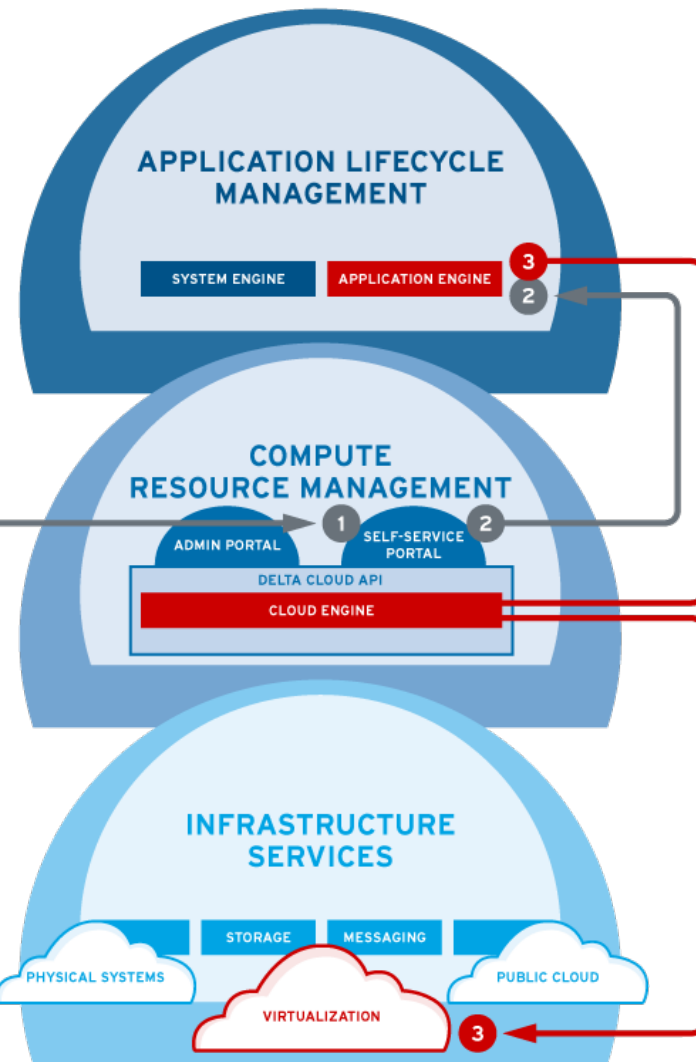 APPLICATION LIFECYCLE
MANAGEMENT
SYSTEM ENGINE
APPLICATION ENGINE
3
2
COMPUTE
RESOURCE MANAGEMENT
ADMIN PORTAL
1
SELF-SERVICE
PORTAL
2
DELTA CLOUD API
CLOUD ENGINE
INFRASTRUCTURE
SERVICES
STORAGE
MESSAGING
PHYSICAL SYSTEMS
VIRTUALIZATION
PUBLIC CLOUD
3